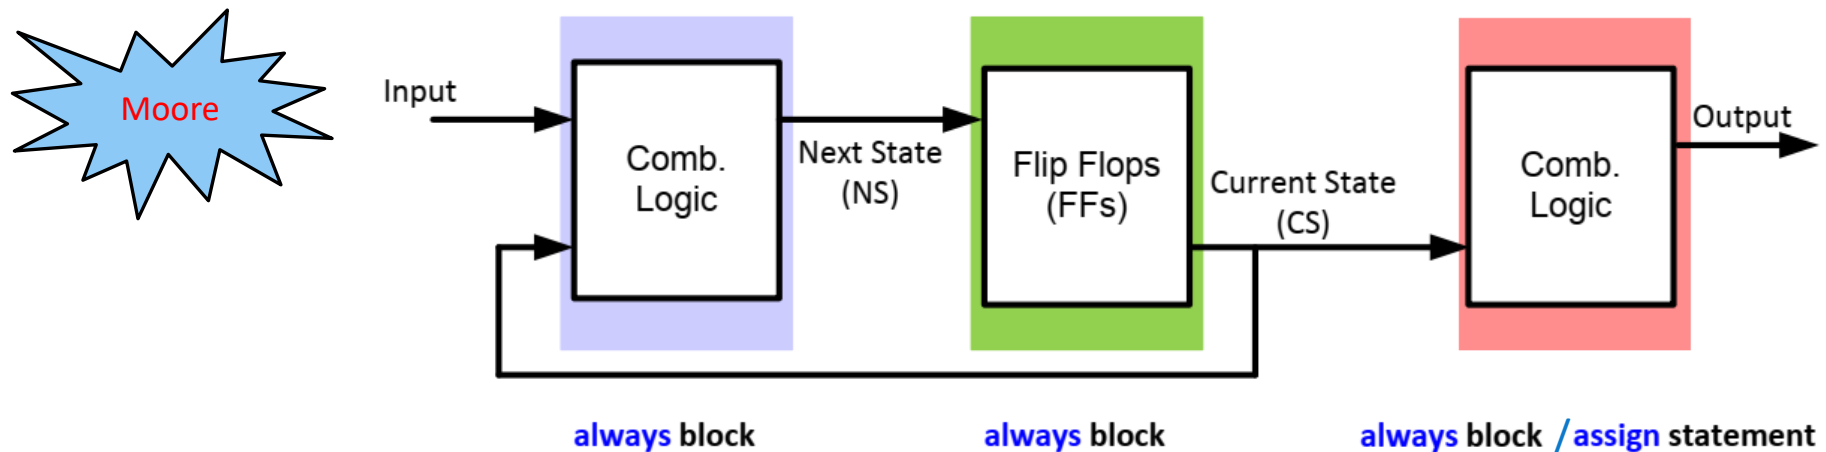 Moore
Input
Comb.
Logic
Next State
(NS)
Flip Flops
(FFs)
Current State
(CS)
Comb.
Logic
Output
always block
always block
always block / assign statement